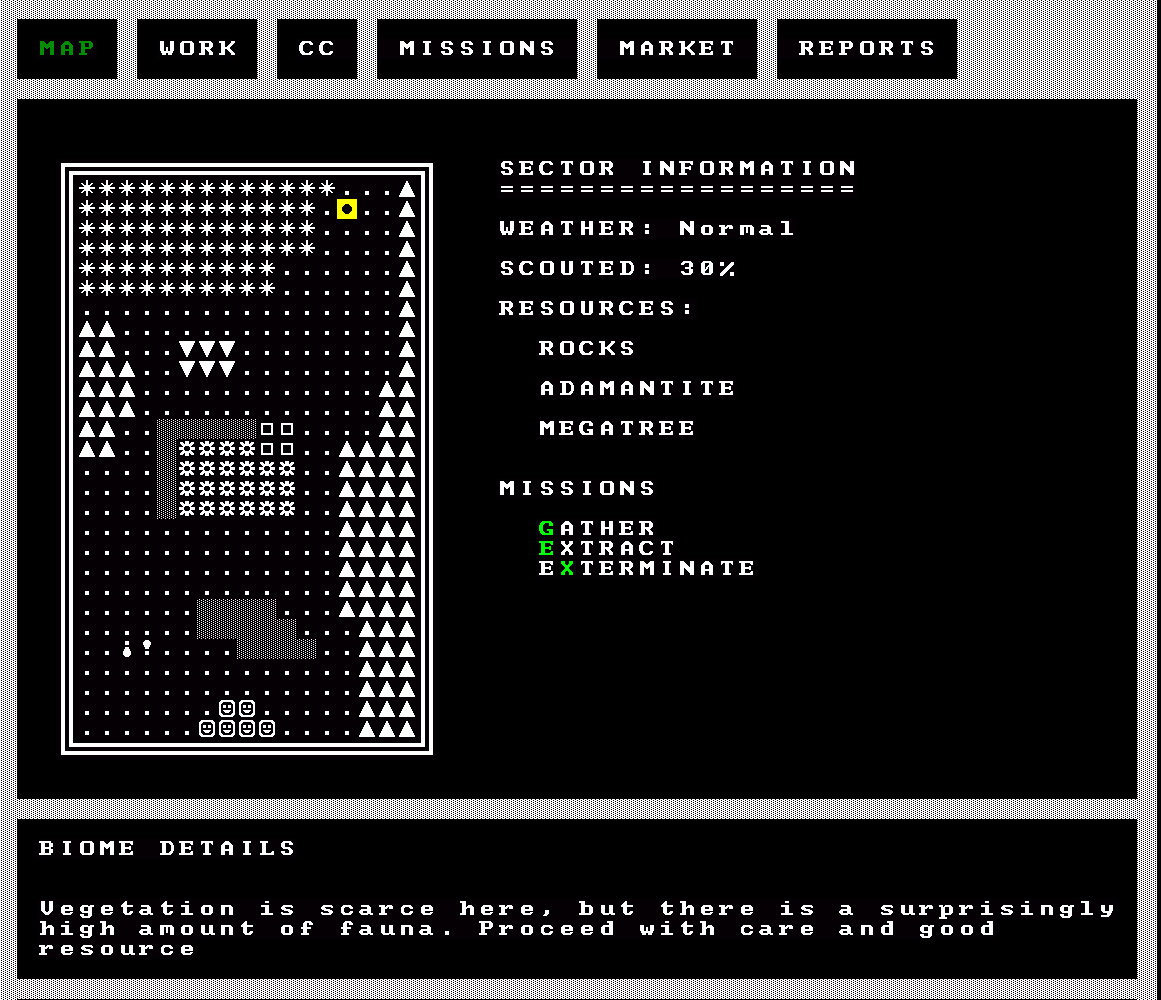 MAP WORK CC MISSIONS MARKET REPORTS
SECTOR INFORMATION
==================
WEATHER: Normal
SCOUTED: 30%
RESOURCES:
ROCKS
ADAMANTITE
MEGATREE
MISSIONS
GATHER
EXTRACT
EXTERMINATE
BIOME DETAILS
Vegetation is scarce here, but there is a surprisingly
high amount of fauna. Proceed with care and good
resource